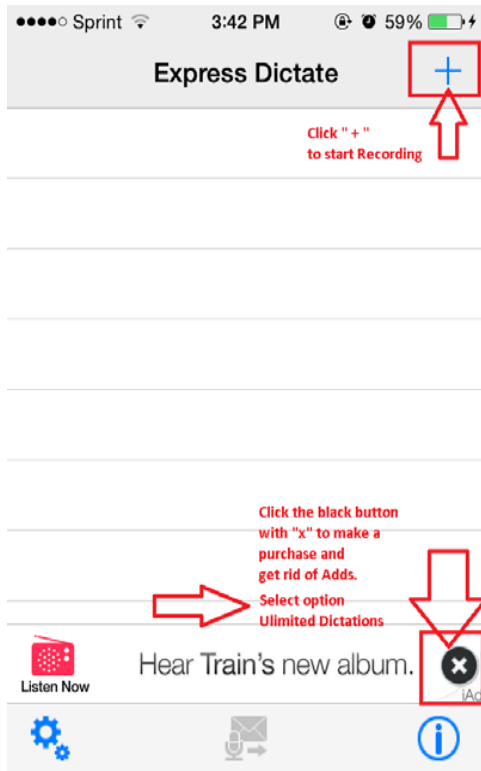 Sprint 3:42 PM 59%
Express Dictate
Click " + "
to start Recording
Click the black button
with "x" to make a
purchase and
get rid of Adds.
Select option
Ulimited Dictations
Hear Train's new album.
Listen Now
iAd